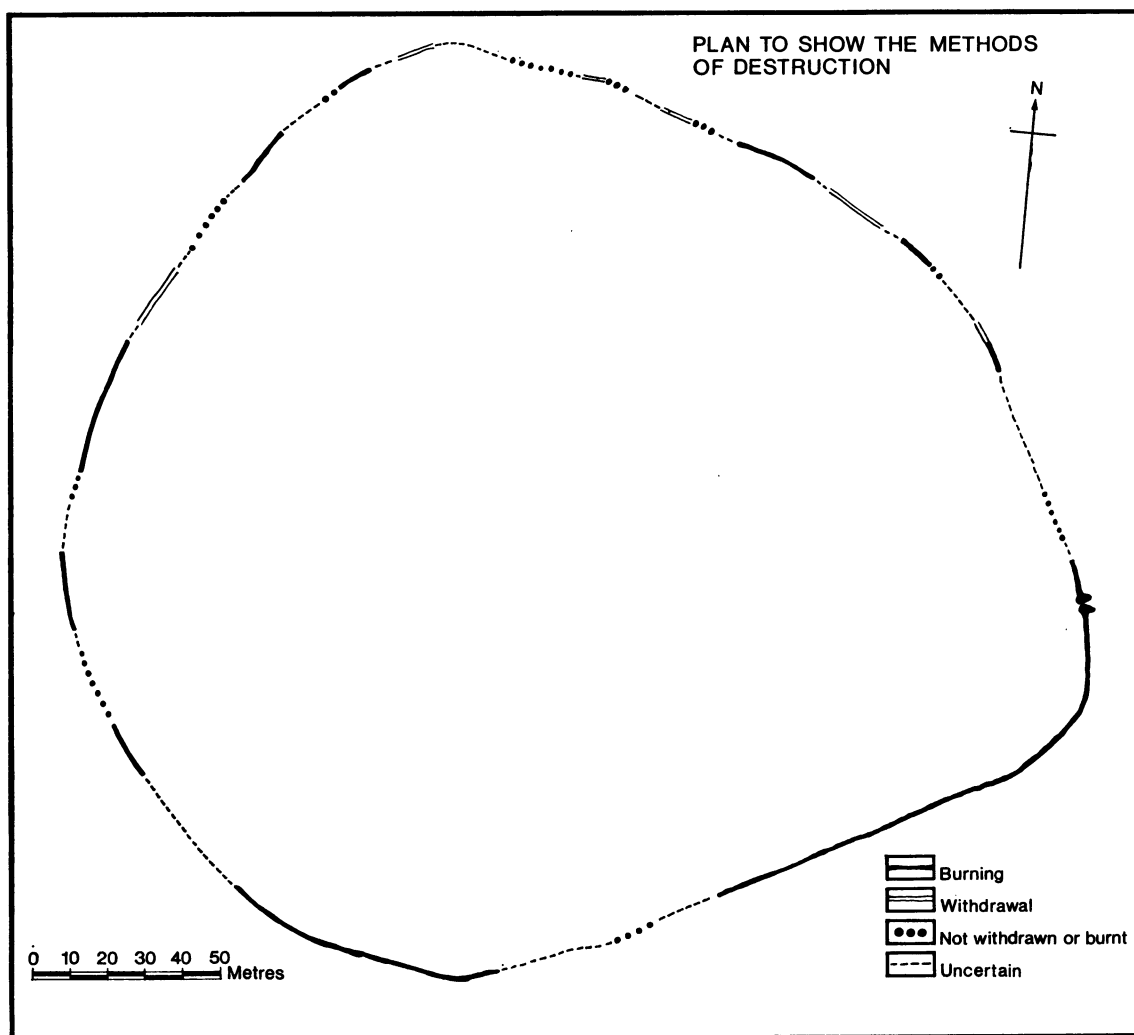 PLAN TO SHOW THE METHODS
OF DESTRUCTION
N
Burning
Withdrawal
Not withdrawn or burnt
Uncertain
0 10 20 30 40 50 Metres